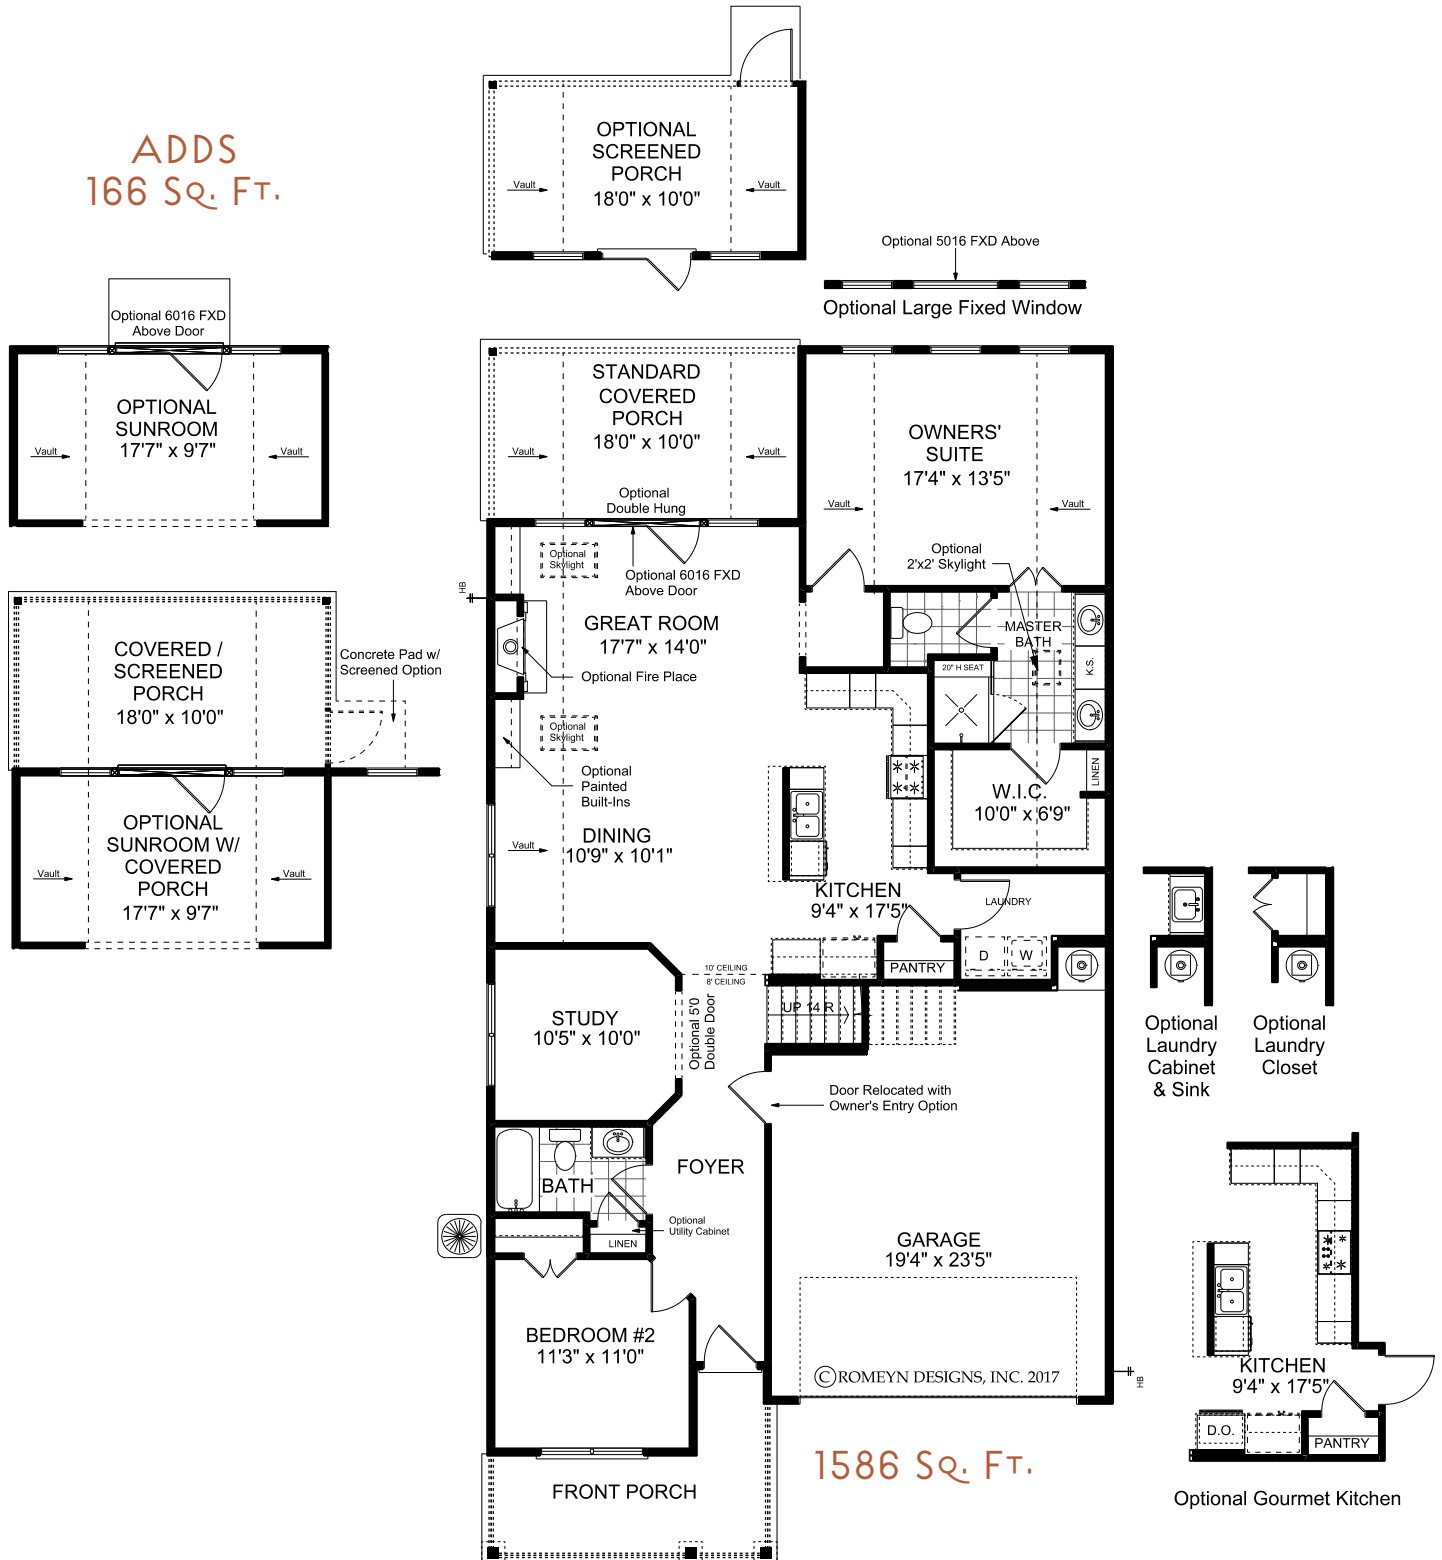 ADDS
166 SQ. FT.
OPTIONAL
SCREENED
PORCH
18'0" x 10'0"
Vault
Vault
Optional 5016 FXD Above
Optional Large Fixed Window
Optional 6016 FXD
Above Door
OPTIONAL
SUNROOM
17'7" x 9'7"
Vault
Vault
STANDARD
COVERED
PORCH
18'0" x 10'0"
Vault
Vault
Optional
Double Hung
OWNERS'
SUITE
17'4" x 13'5"
Vault
Vault
Optional
2'x2' Skylight
Optional
Skylight
Optional 6016 FXD
Above Door
HB
GREAT ROOM
17'7" x 14'0"
Optional Fire Place
MASTER
BATH
20" H SEAT
K.S.
COVERED /
SCREENED
PORCH
18'0" x 10'0"
Concrete Pad w/
Screened Option
Optional
Skylight
Optional
Painted
Built-Ins
LINEN
W.I.C.
10'0" x 6'9"
OPTIONAL
SUNROOM W/
COVERED
PORCH
17'7" x 9'7"
Vault
Vault
DINING
10'9" x 10'1"
Vault
KITCHEN
9'4" x 17'5"
LAUNDRY
PANTRY
D
W
10' CEILING
8' CEILING
STUDY
10'5" x 10'0"
Optional 5'0
Double Door
UP 14 R
Optional
Laundry
Cabinet
& Sink
Optional
Laundry
Closet
Door Relocated with
Owner's Entry Option
BATH
FOYER
Optional
Utility Cabinet
LINEN
GARAGE
19'4" x 23'5"
BEDROOM #2
11'3" x 11'0"
© ROMEYN DESIGNS, INC. 2017
HB
KITCHEN
9'4" x 17'5"
D.O.
PANTRY
Optional Gourmet Kitchen
1586 SQ. FT.
FRONT PORCH